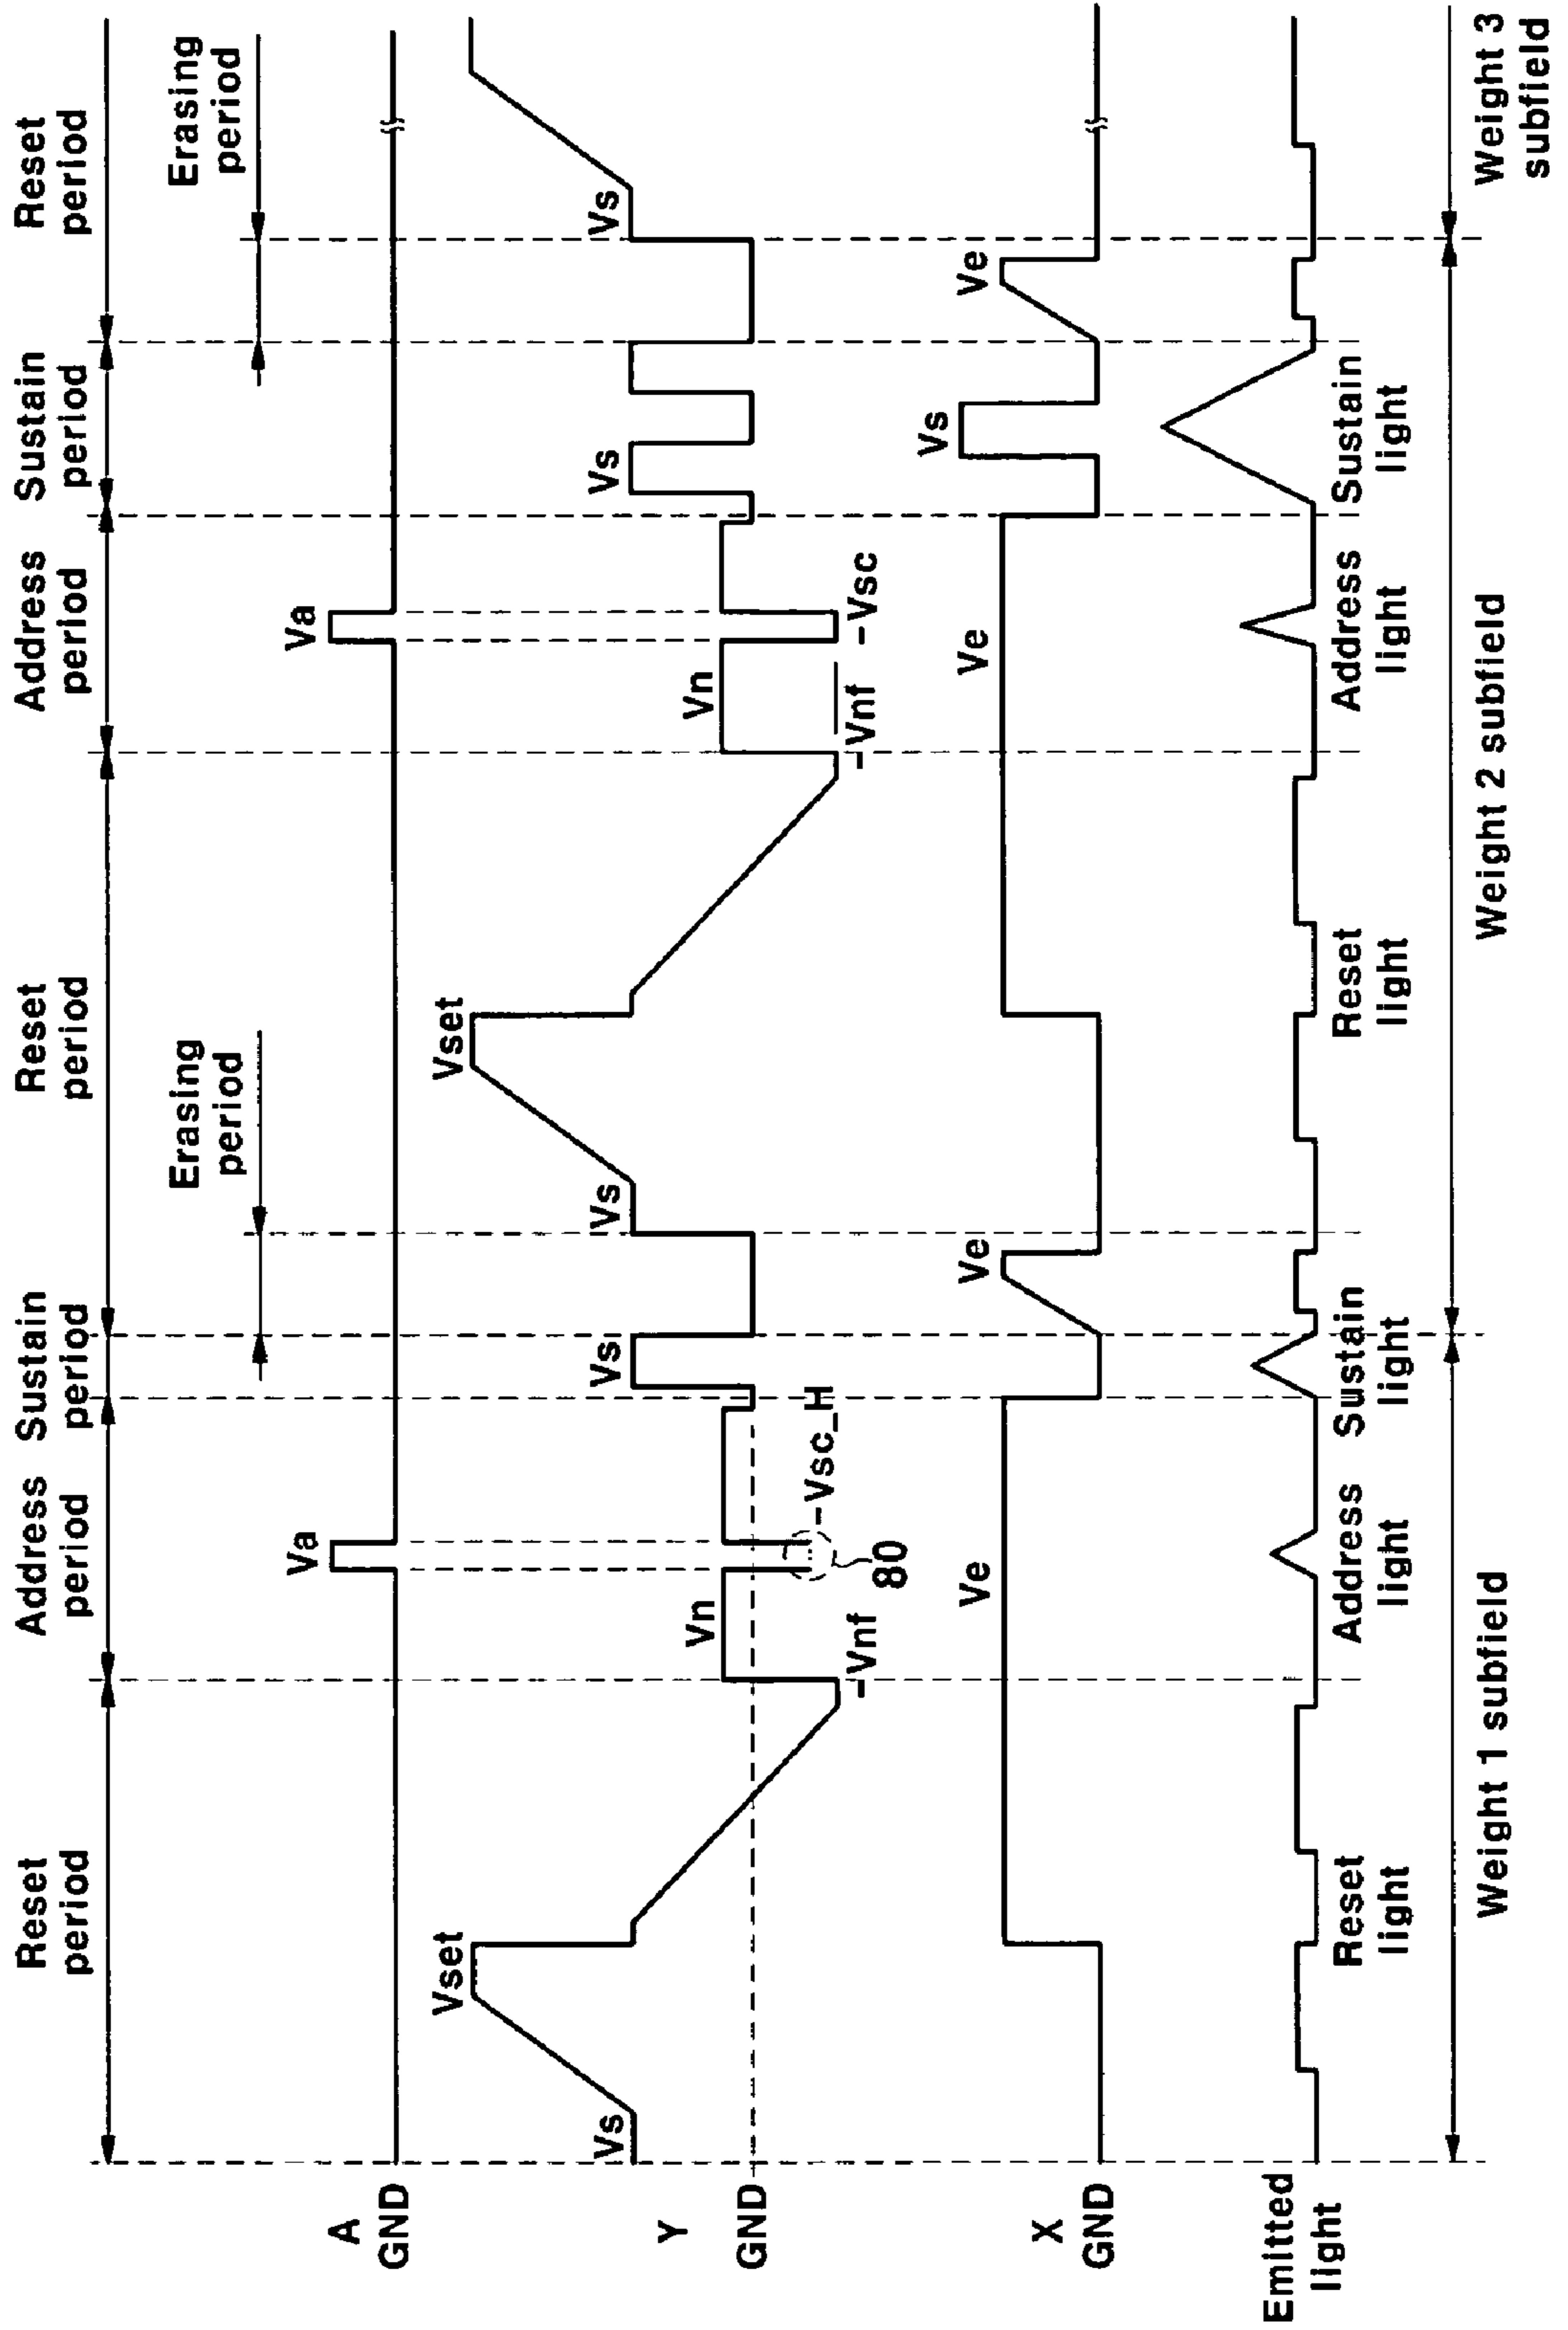 Reset
period
Address
period
Sustain
period
Reset
period
Address
period
Sustain
period
Reset
period
Erasing
period
Erasing
period
A
GND
Va
Va
Y
GND
Vs
Vset
-Vnf
Vn
80
-Vsc_H
Vs
Vs
Vset
-Vnf
Vn
-Vsc
Vs
Vs
X
GND
Ve
Ve
Ve
Vs
Ve
Emitted
light
Reset
light
Address
light
Sustain
light
Reset
light
Address
light
Sustain
light
Weight 1 subfield
Weight 2 subfield
Weight 3
subfield